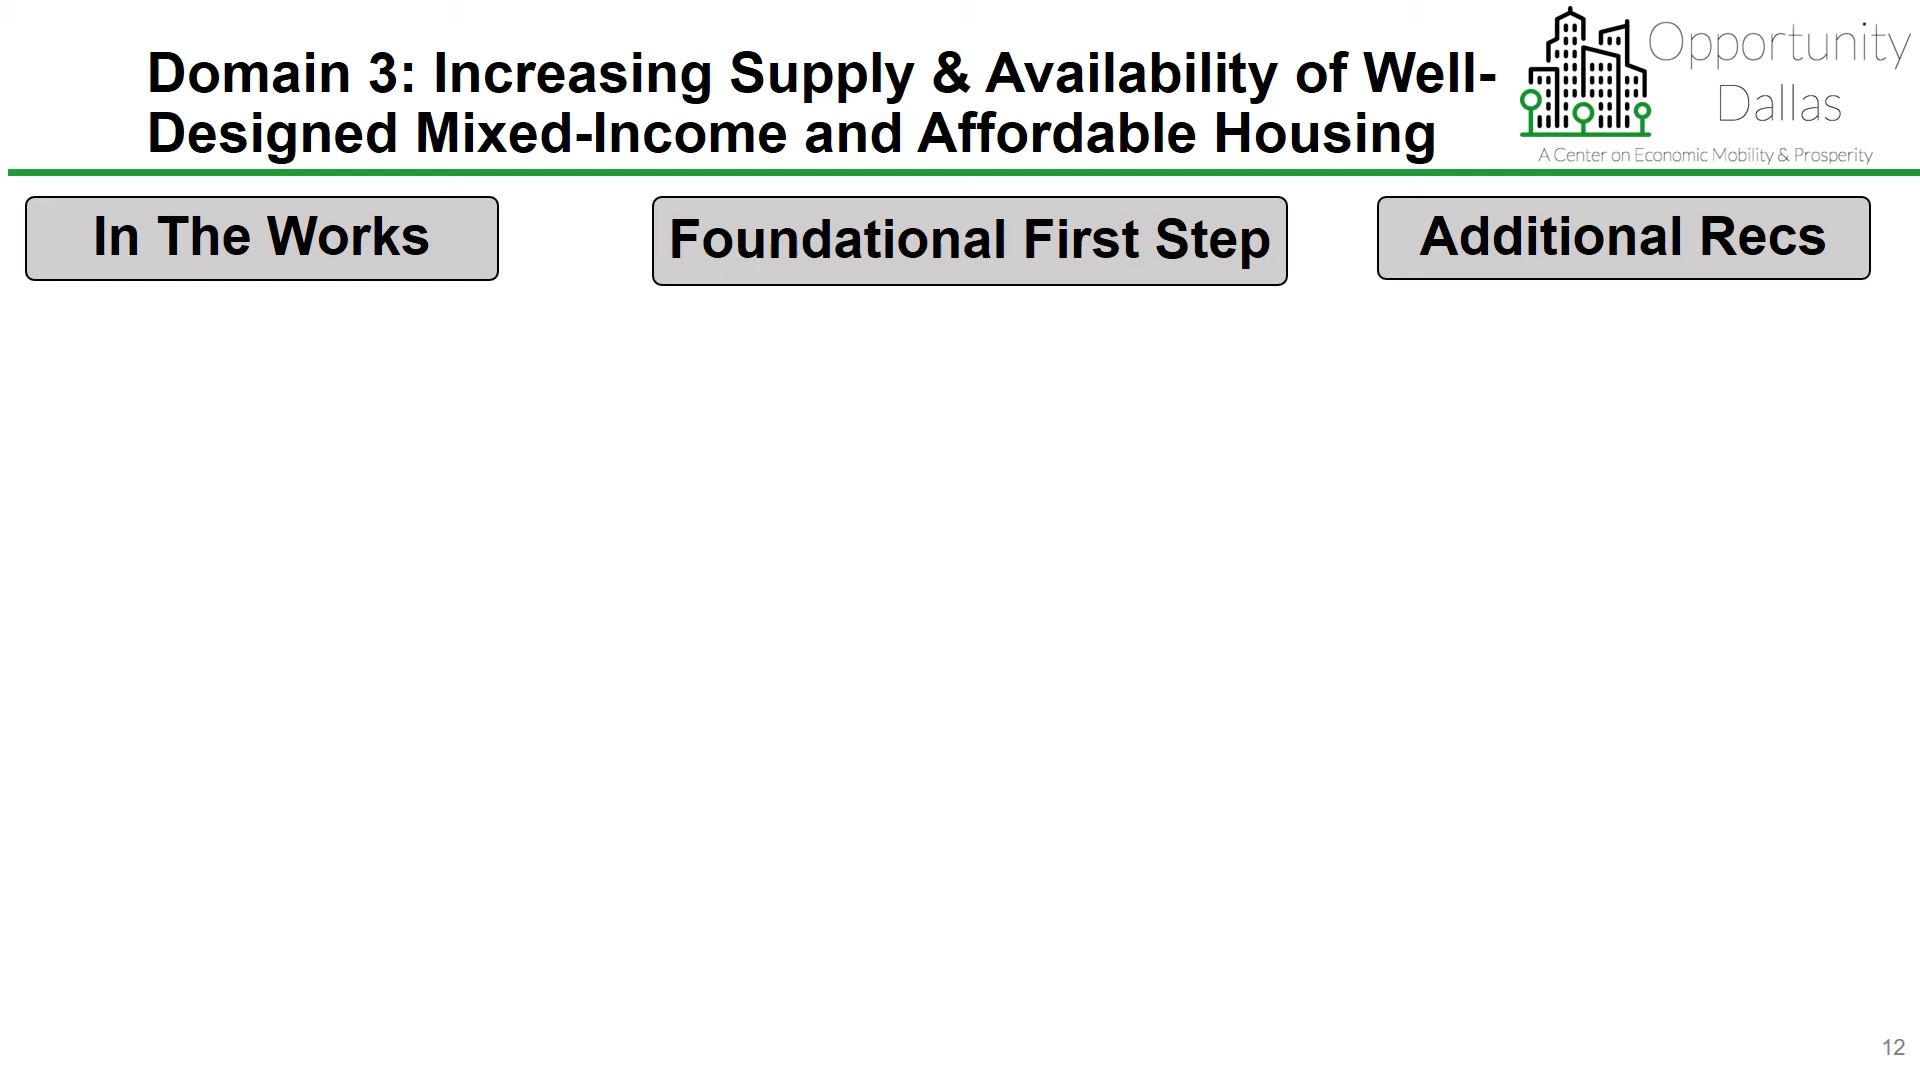 Domain 3: Increasing Supply & Availability of Well-
Designed Mixed-Income and Affordable Housing
Opportunity
Dallas
A Center on Economic Mobility & Prosperity
In The Works
Foundational First Step
Additional Recs
12